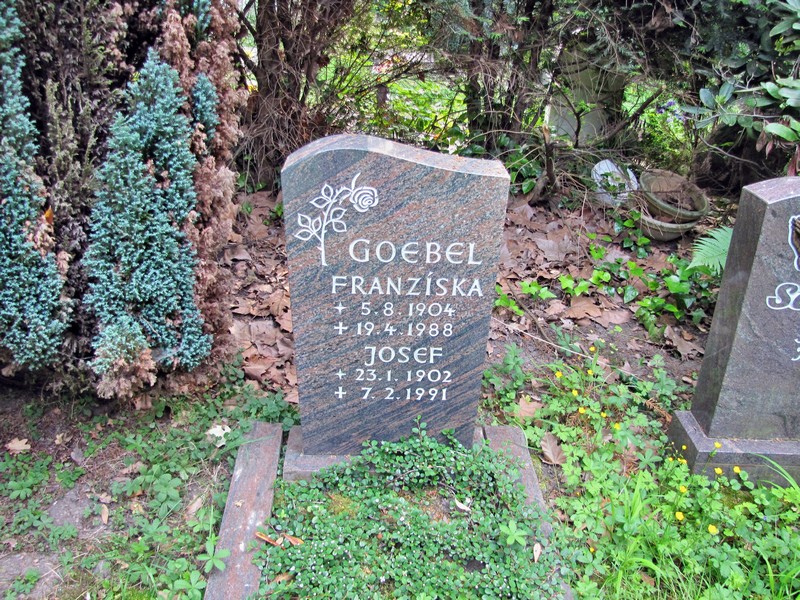 GOEBEL
FRANZÍSKA
+ 5.8.1904
+ 19.4.1988
JOSEF
+ 23.1.1902
+ 7.2.1991